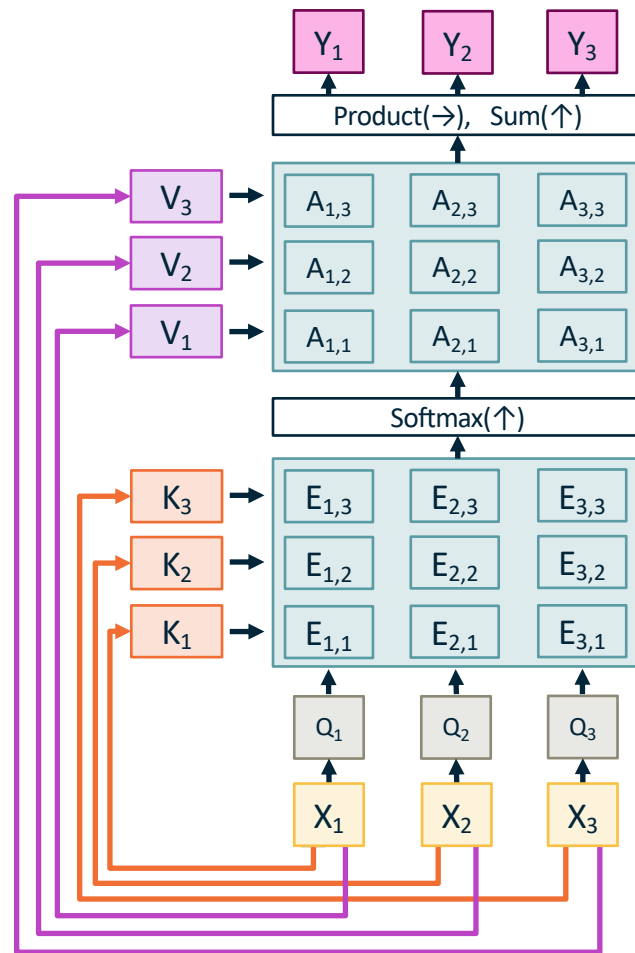 Y1 Y2 Y3
Product(→), Sum(↑)
V3 A1,3 A2,3 A3,3
V2 A1,2 A2,2 A3,2
V1 A1,1 A2,1 A3,1
Softmax(↑)
K3 E1,3 E2,3 E3,3
K2 E1,2 E2,2 E3,2
K1 E1,1 E2,1 E3,1
Q1 Q2 Q3
X1 X2 X3